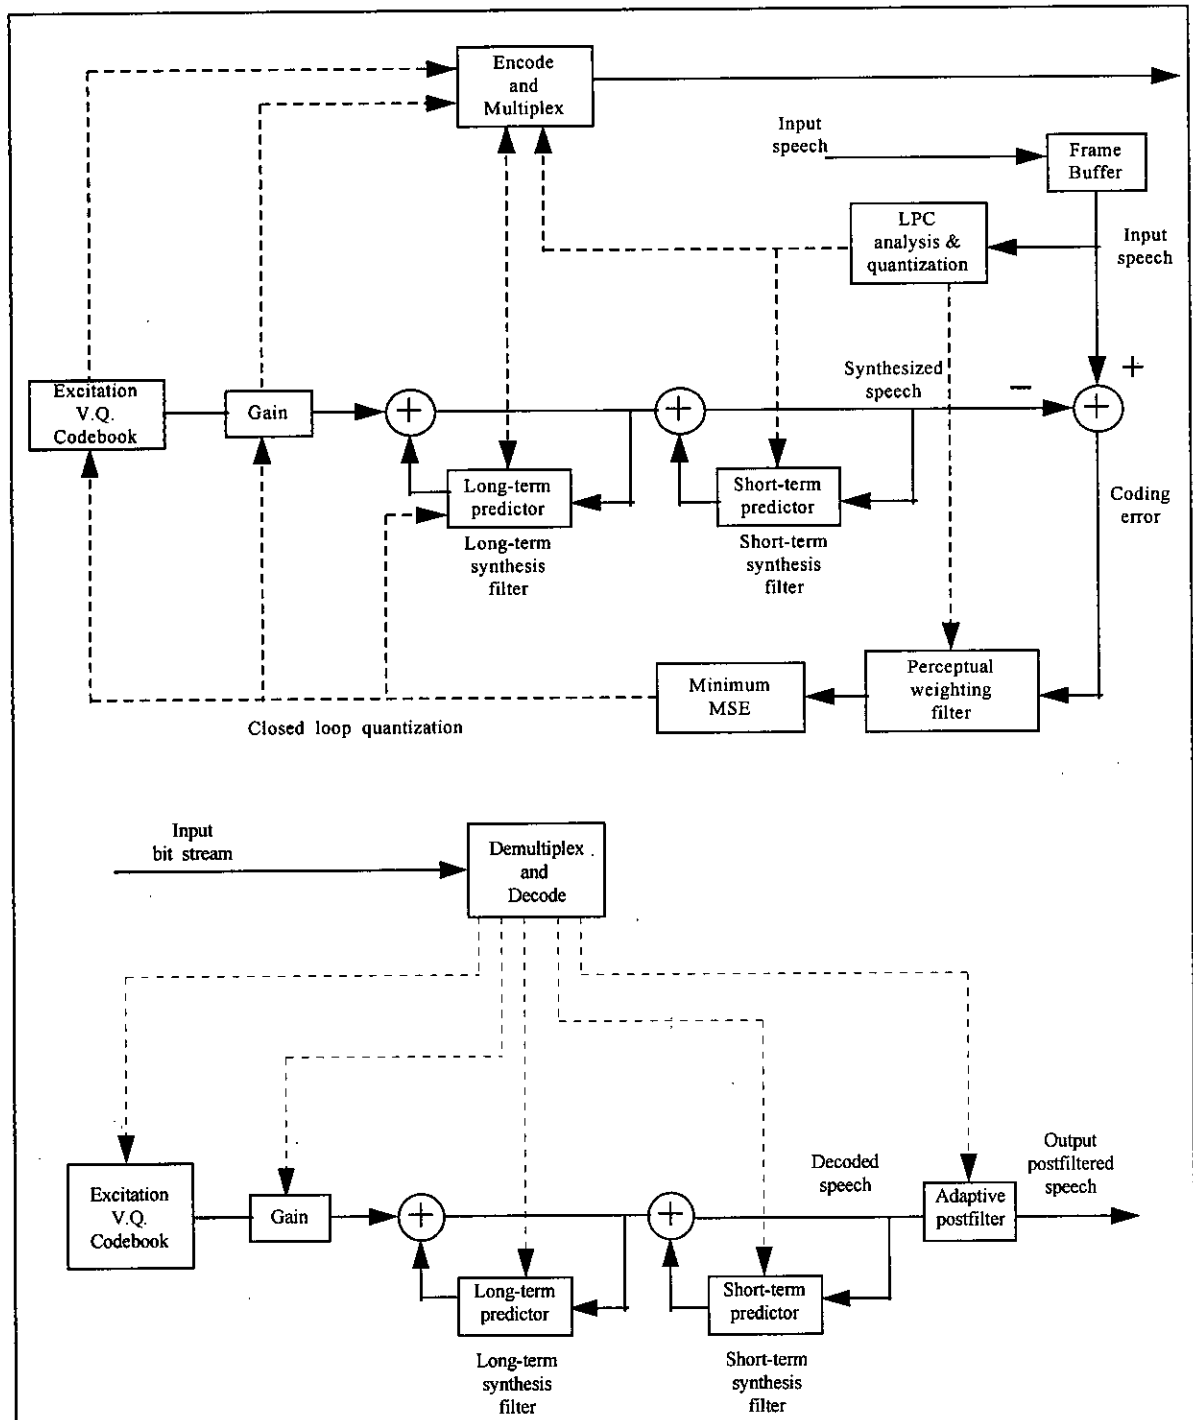 Encode
and
Multiplex
Input
speech
Frame
Buffer
LPC
analysis &
quantization
Input
speech
Synthesized
speech
−
+
Excitation
V.Q.
Codebook
Gain
+
+
+
Long-term
predictor
Short-term
predictor
Coding
error
Long-term
synthesis
filter
Short-term
synthesis
filter
Minimum
MSE
Perceptual
weighting
filter
Closed loop quantization
Input
bit stream
Demultiplex
and
Decode
Excitation
V.Q.
Codebook
Gain
+
+
Decoded
speech
Adaptive
postfilter
Output
postfiltered
speech
Long-term
predictor
Short-term
predictor
Long-term
synthesis
filter
Short-term
synthesis
filter